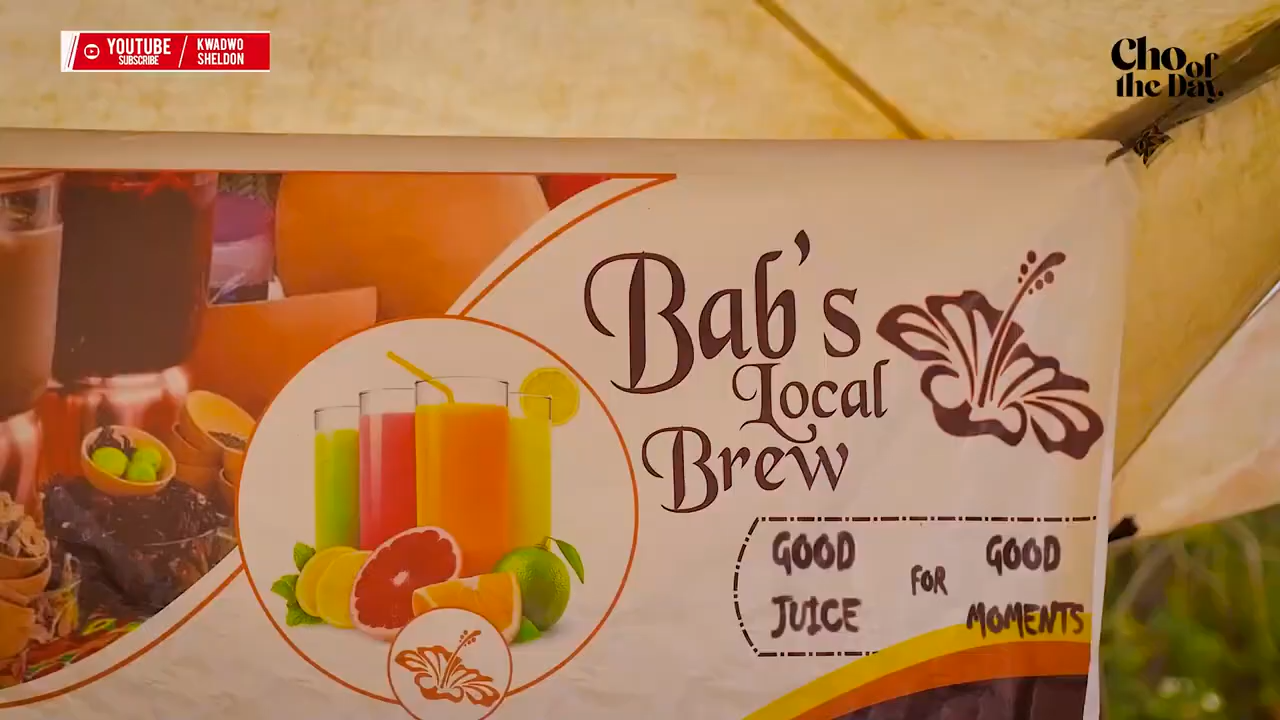 YOUTUBE
SUBSCRIBE
KWADWO
SHELDON
Cho of
the Day.
Bab's
Local
Brew
GOOD FOR GOOD
JUICE MOMENTS